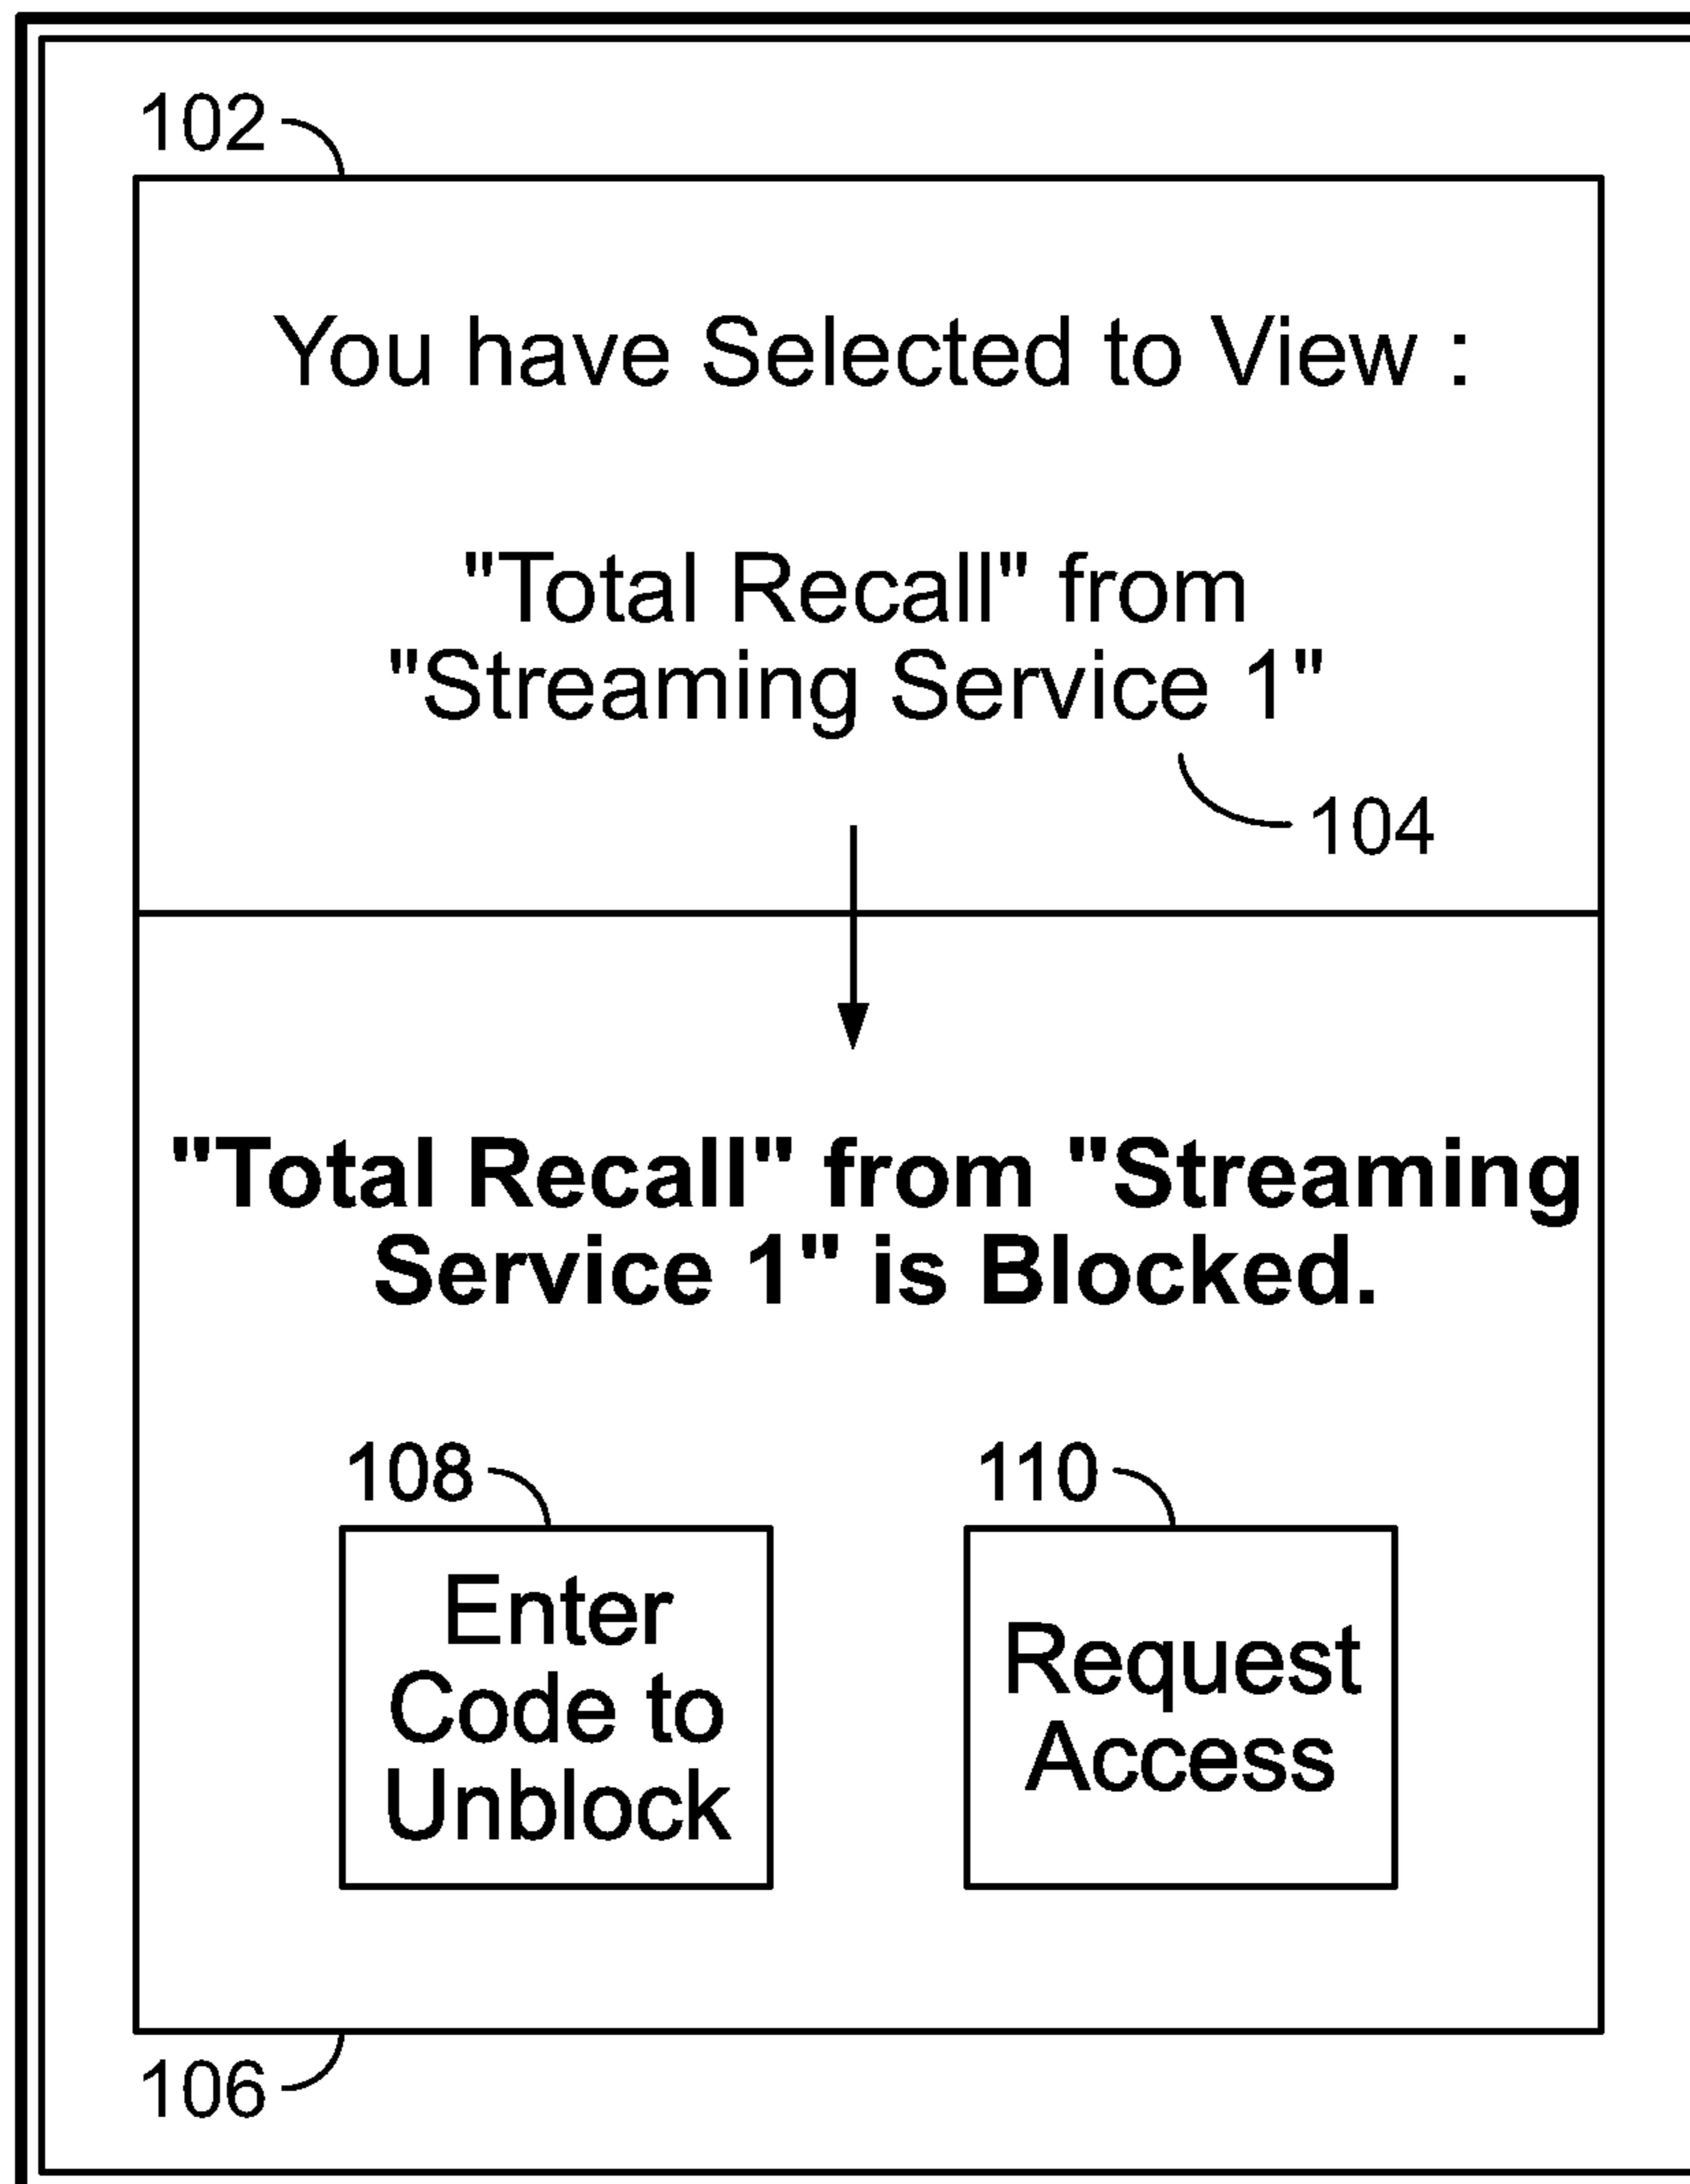 102
You have Selected to View :
"Total Recall" from
"Streaming Service 1"
104
"Total Recall" from "Streaming
Service 1" is Blocked.
108
110
Enter
Code to
Unblock
Request
Access
106